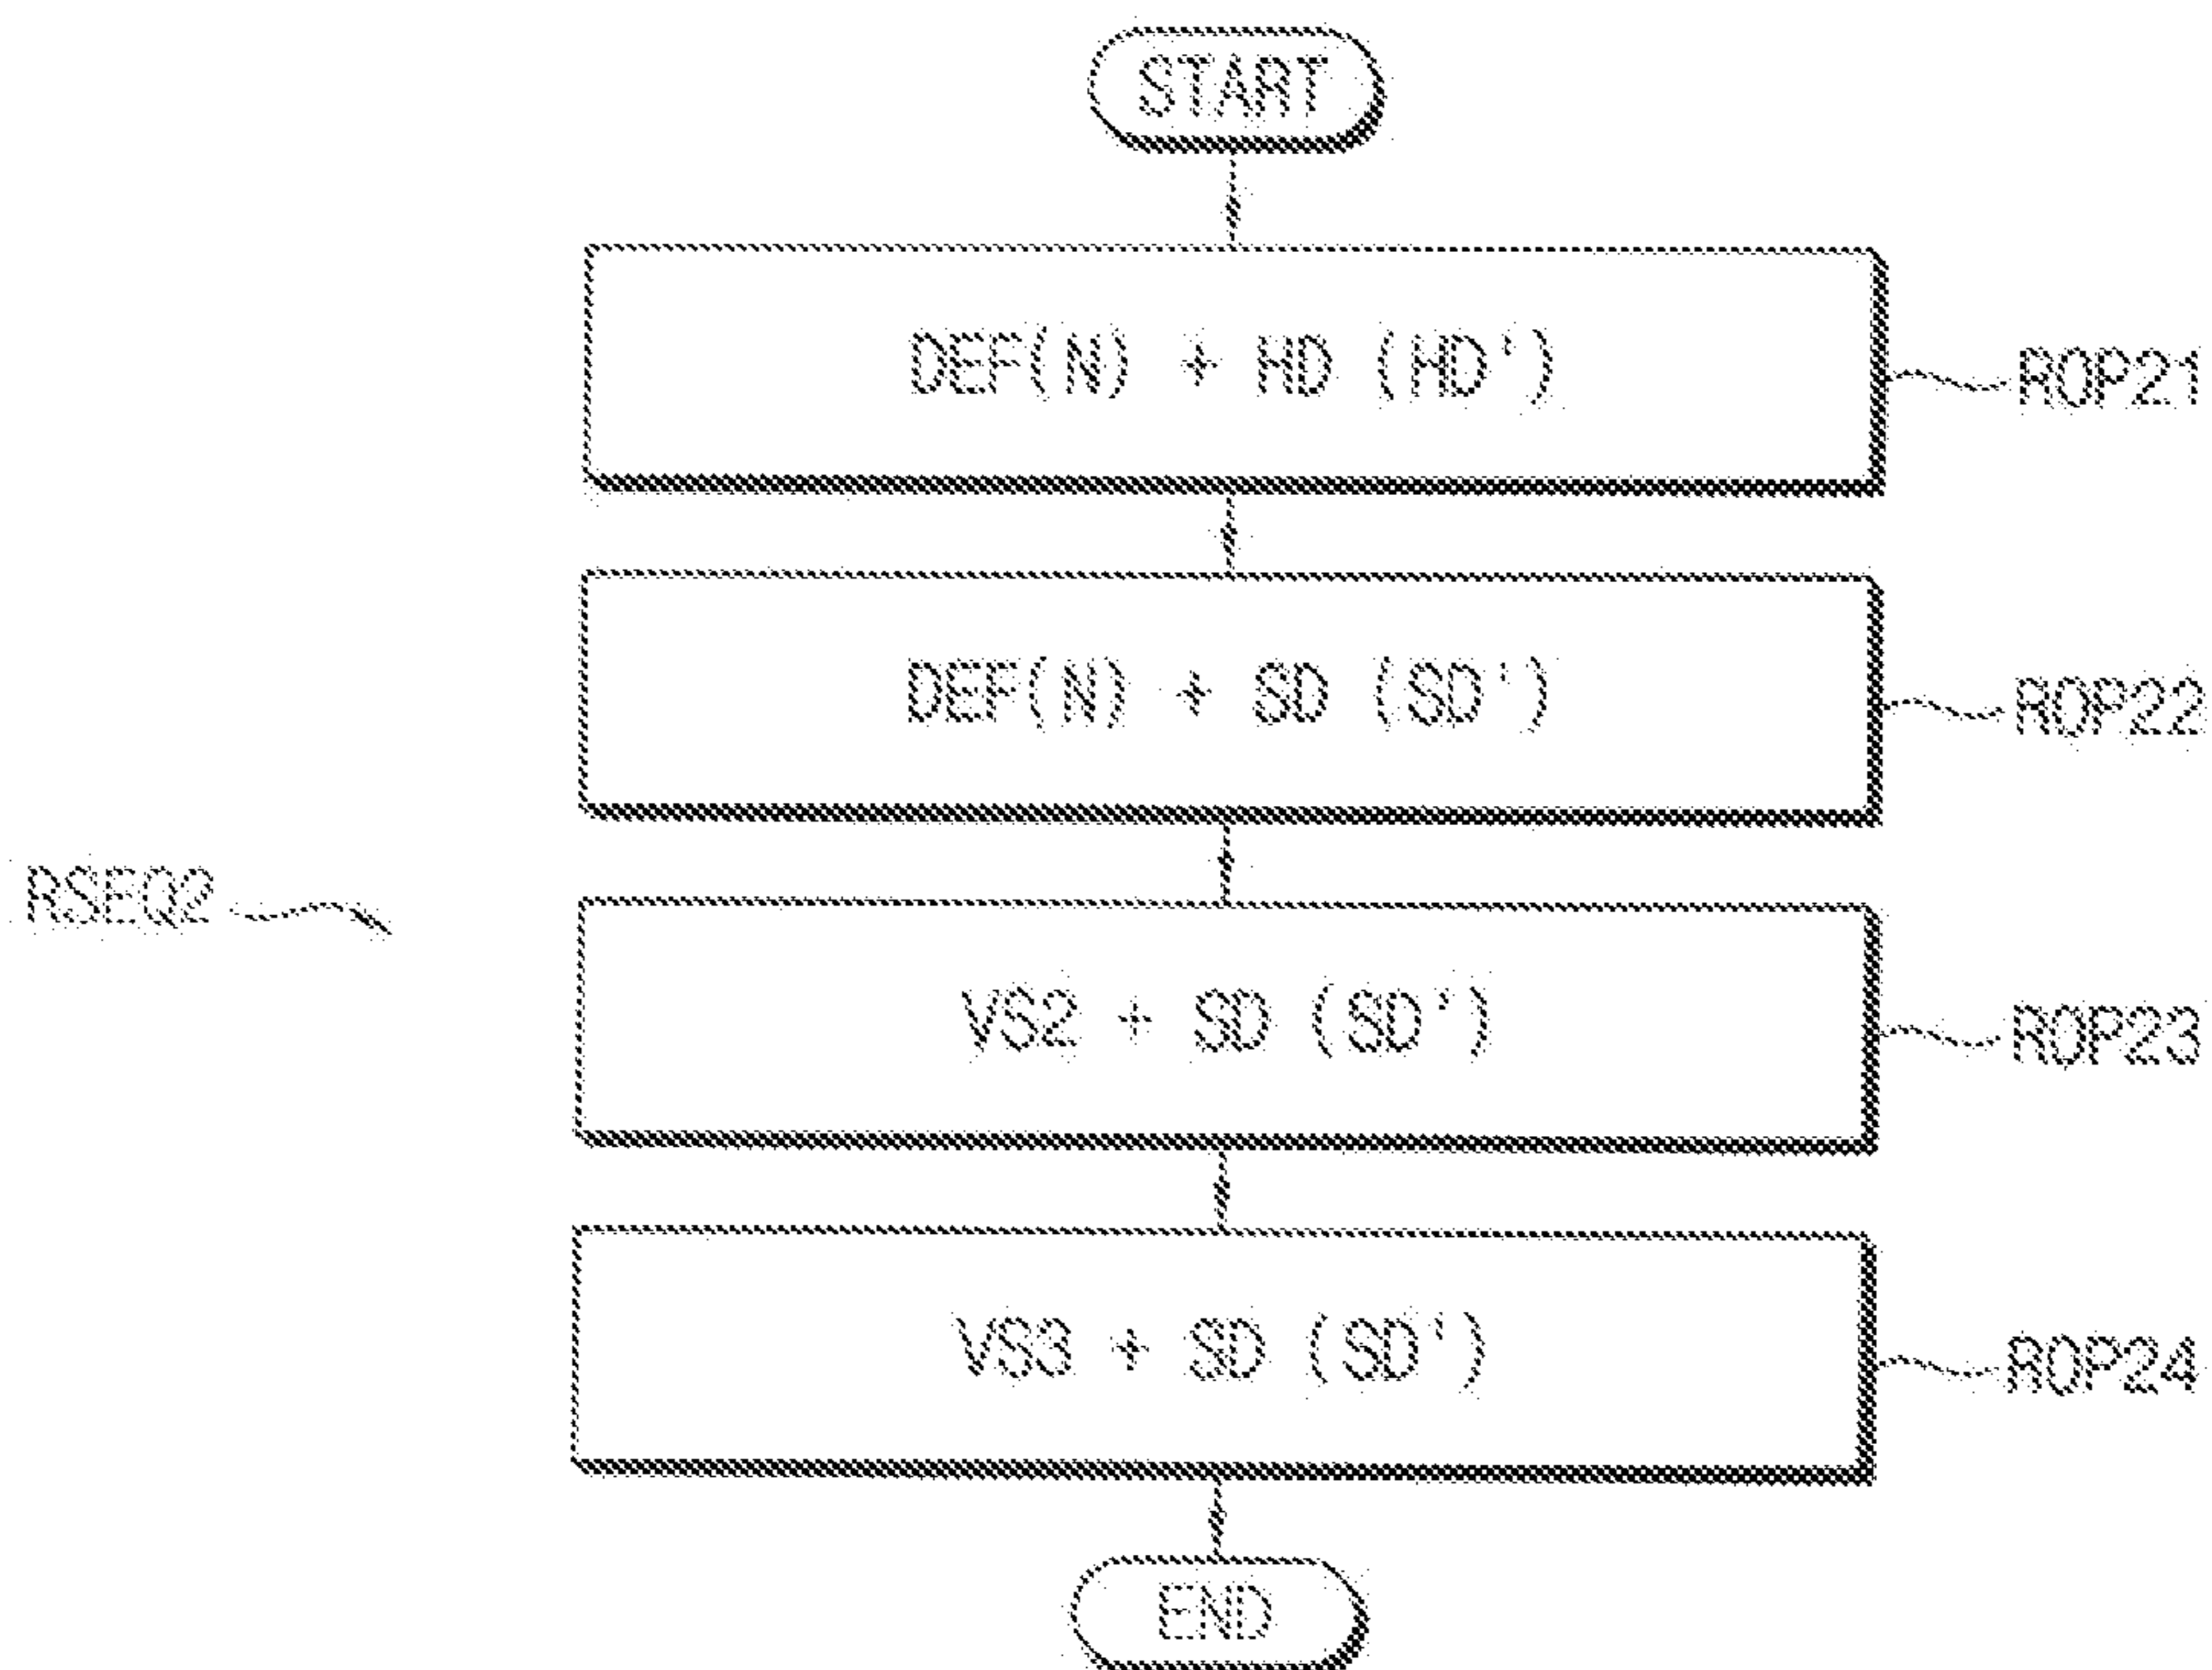 START
DEF(N) + HD (HD')
ROP21
DEF(N) + SD (SD')
ROP22
RSEQ2
VS2 + SD (SD')
ROP23
VS3 + SD (SD')
ROP24
END